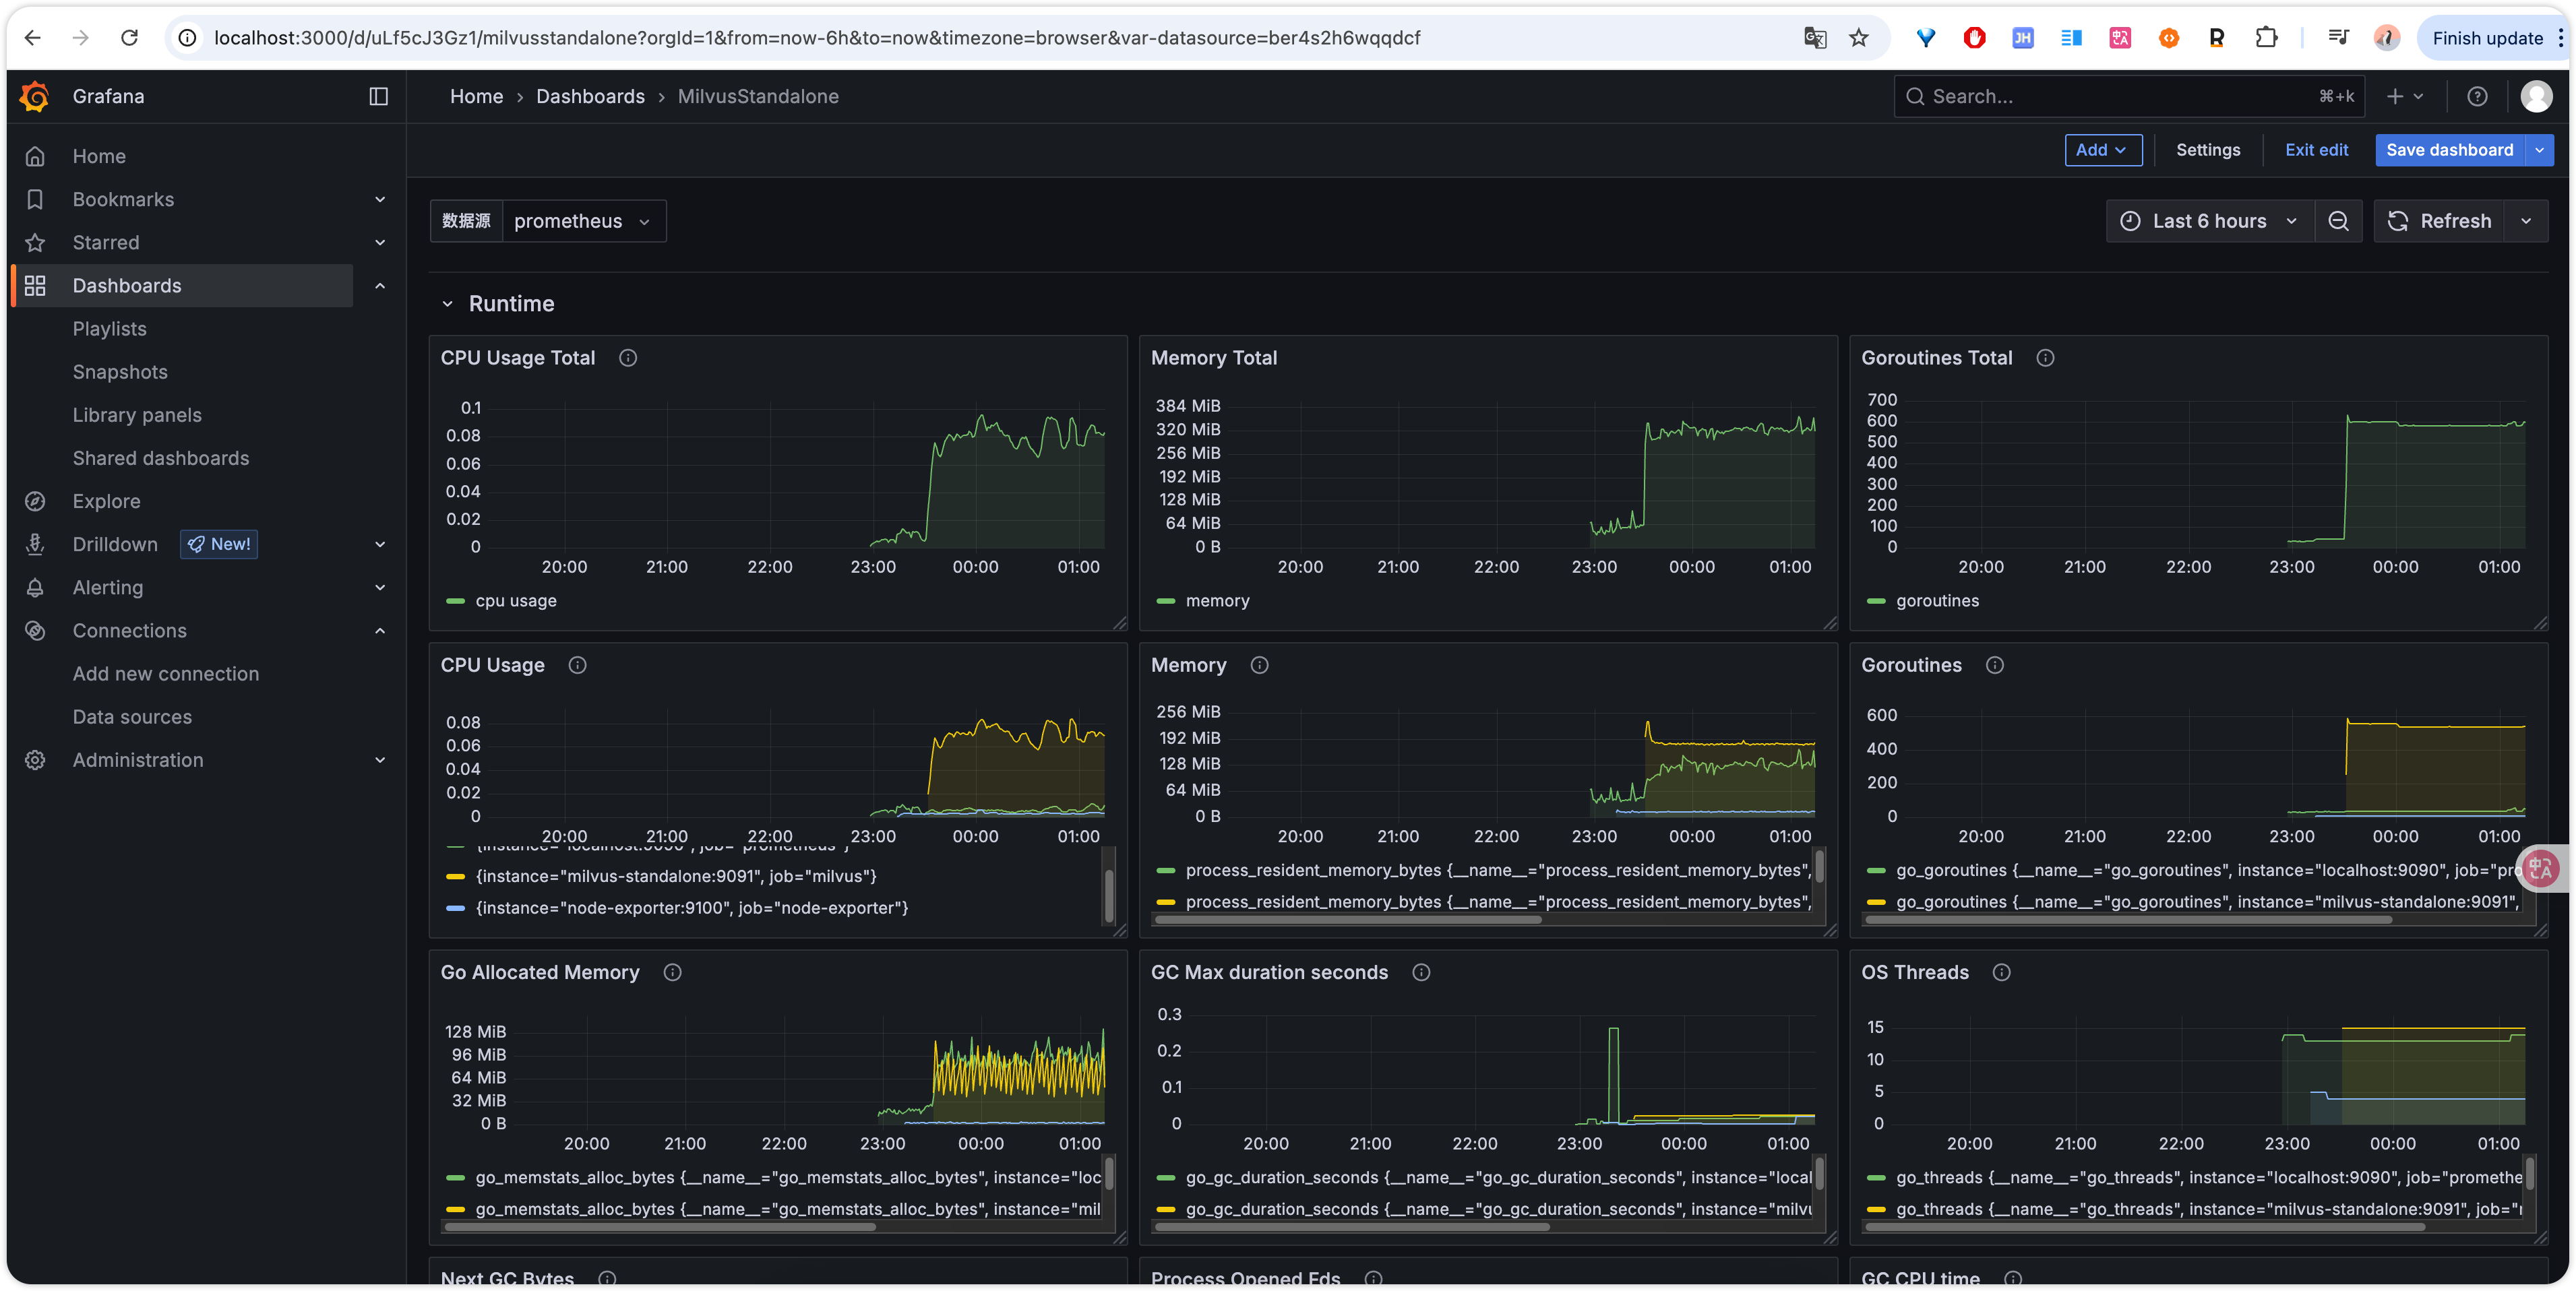 localhost:3000/d/uLf5cJ3Gz1/milvusstandalone?orgId=1&from=now-6h&to=now&timezone=browser&var-datasource=ber4s2h6wqqdcf
JH
中A
R
Finish update
Grafana
Home › Dashboards › MilvusStandalone
Search...
⌘+k
Add
Settings
Exit edit
Save dashboard
Home
Bookmarks
Starred
Dashboards
Playlists
Snapshots
Library panels
Shared dashboards
Explore
Drilldown
New!
Alerting
Connections
Add new connection
Data sources
Administration
数据源
prometheus
Last 6 hours
Refresh
Runtime
CPU Usage Total
0.1
0.08
0.06
0.04
0.02
0
20:00 21:00 22:00 23:00 00:00 01:00
cpu usage
Memory Total
384 MiB
320 MiB
256 MiB
192 MiB
128 MiB
64 MiB
0 B
20:00 21:00 22:00 23:00 00:00 01:00
memory
Goroutines Total
700
600
500
400
300
200
100
0
20:00 21:00 22:00 23:00 00:00 01:00
goroutines
CPU Usage
0.08
0.06
0.04
0.02
0
20:00 21:00 22:00 23:00 00:00 01:00
{instance="localhost:9090", job="prometheus"}
{instance="milvus-standalone:9091", job="milvus"}
{instance="node-exporter:9100", job="node-exporter"}
Memory
256 MiB
192 MiB
128 MiB
64 MiB
0 B
20:00 21:00 22:00 23:00 00:00 01:00
process_resident_memory_bytes {__name__="process_resident_memory_bytes",
process_resident_memory_bytes {__name__="process_resident_memory_bytes",
Goroutines
600
400
200
0
20:00 21:00 22:00 23:00 00:00 01:00
go_goroutines {__name__="go_goroutines", instance="localhost:9090", job="pro
go_goroutines {__name__="go_goroutines", instance="milvus-standalone:9091",
中A
Go Allocated Memory
128 MiB
96 MiB
64 MiB
32 MiB
0 B
20:00 21:00 22:00 23:00 00:00 01:00
go_memstats_alloc_bytes {__name__="go_memstats_alloc_bytes", instance="loc
go_memstats_alloc_bytes {__name__="go_memstats_alloc_bytes", instance="mil
GC Max duration seconds
0.3
0.2
0.1
0
20:00 21:00 22:00 23:00 00:00 01:00
go_gc_duration_seconds {__name__="go_gc_duration_seconds", instance="local
go_gc_duration_seconds {__name__="go_gc_duration_seconds", instance="milvu
OS Threads
15
10
5
0
20:00 21:00 22:00 23:00 00:00 01:00
go_threads {__name__="go_threads", instance="localhost:9090", job="promethe
go_threads {__name__="go_threads", instance="milvus-standalone:9091", job="r
Next GC Bytes
Process Opened Fds
GC CPU time